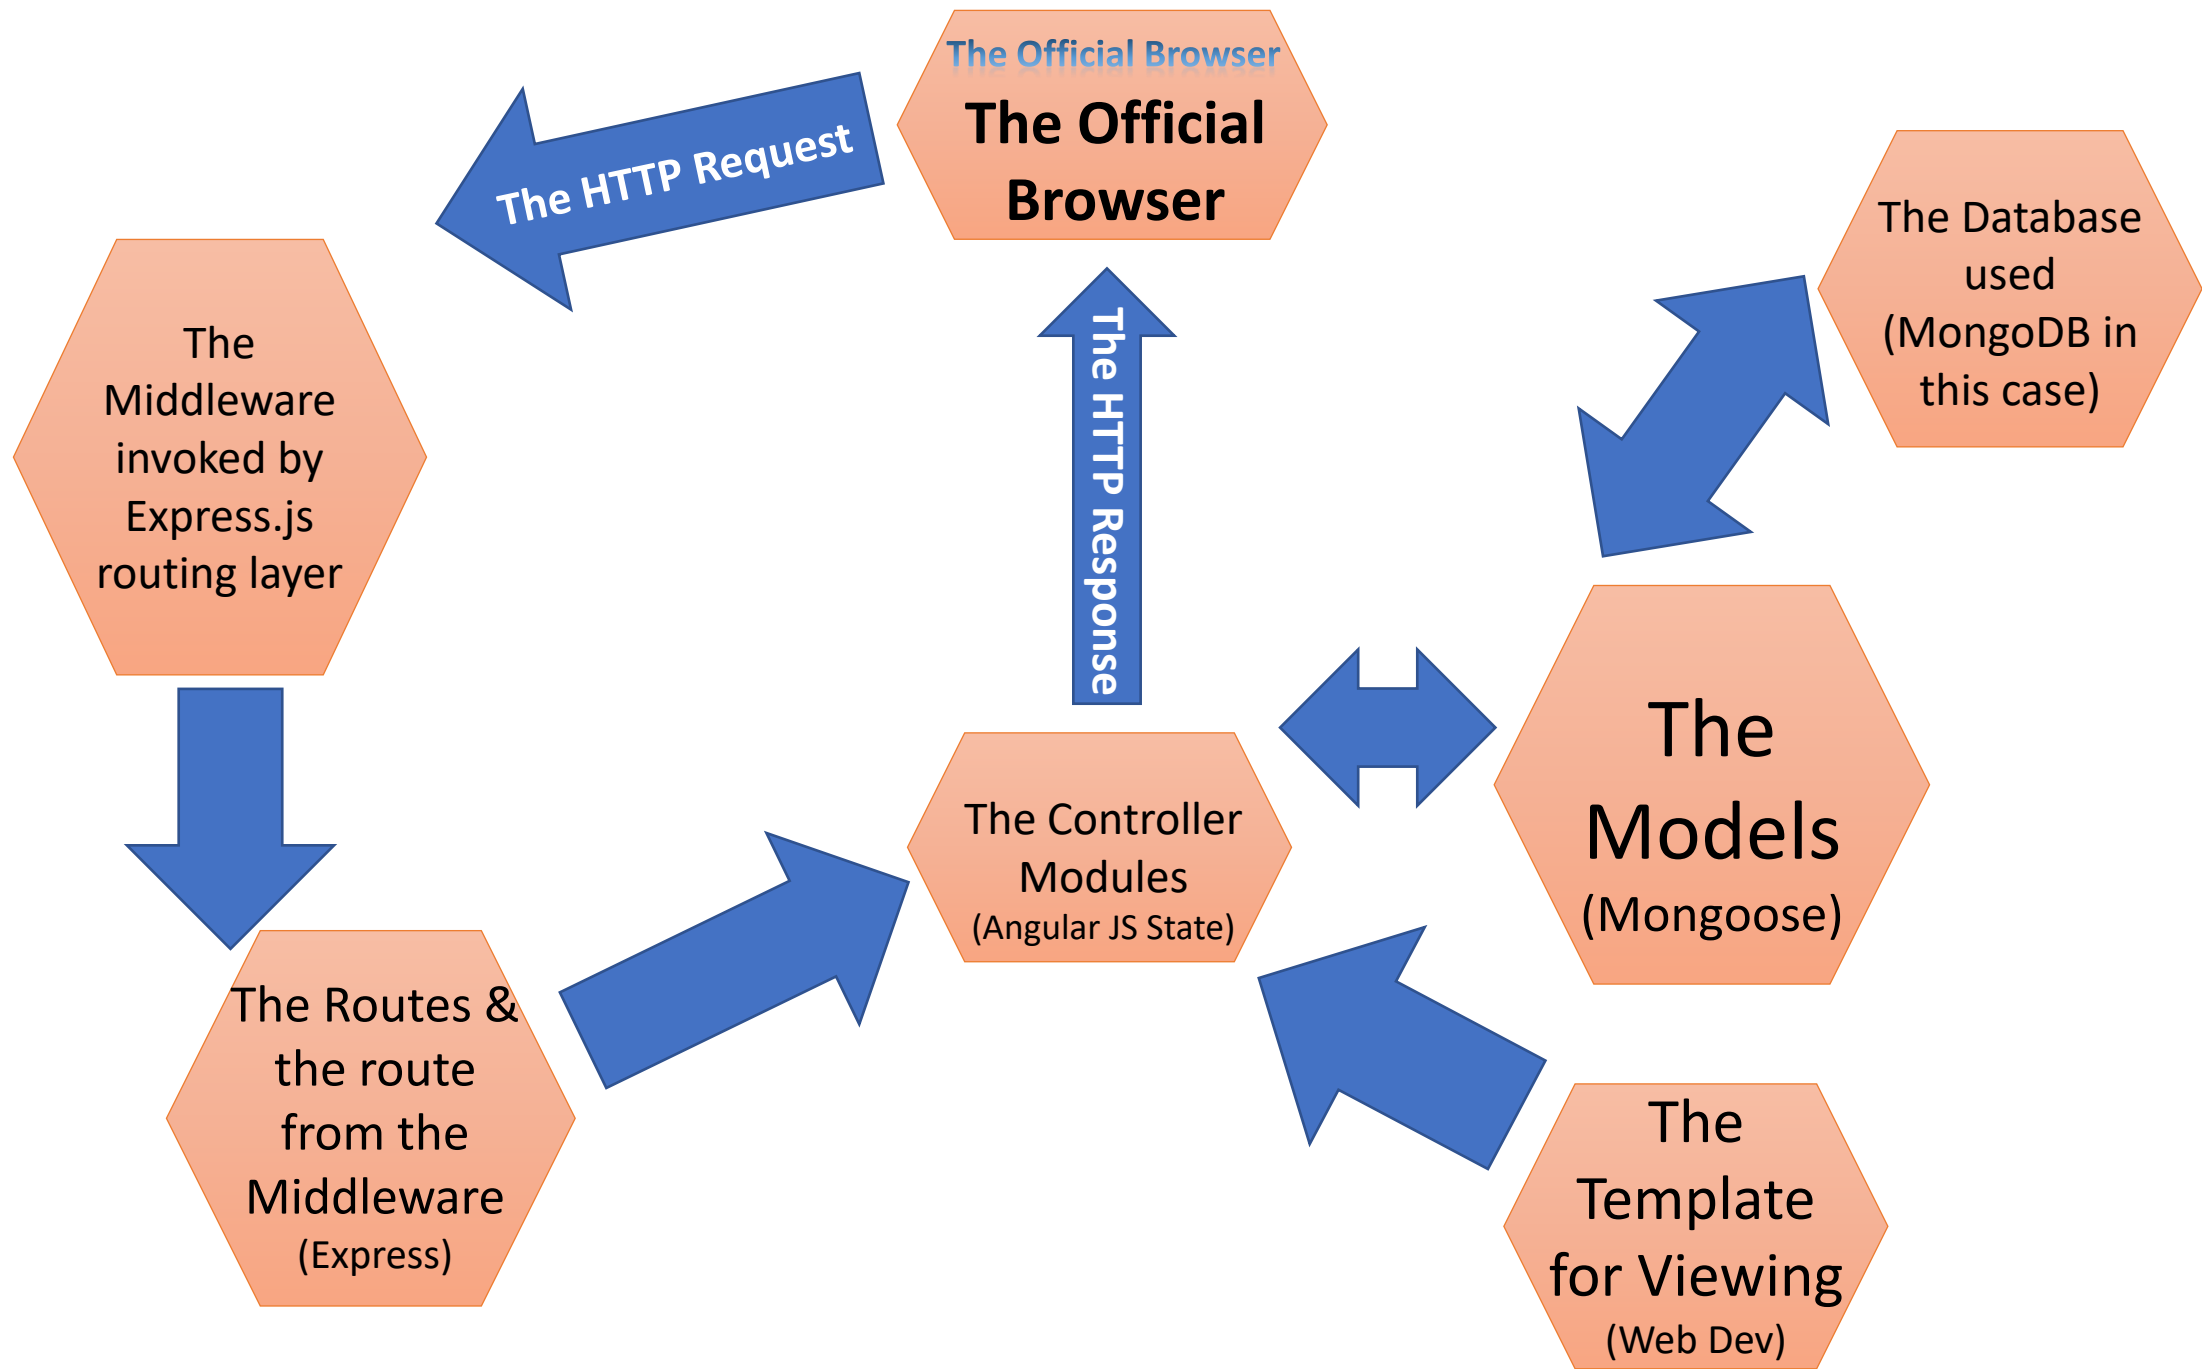 The Official Browser
The Official
Browser
The HTTP Request
The Database
used
(MongoDB in
this case)
The
Middleware
invoked by
Express.js
routing layer
The HTTP Response
The
Models
(Mongoose)
The Controller
Modules
(Angular JS State)
The Routes &
the route
from the
Middleware
(Express)
The
Template
for Viewing
(Web Dev)